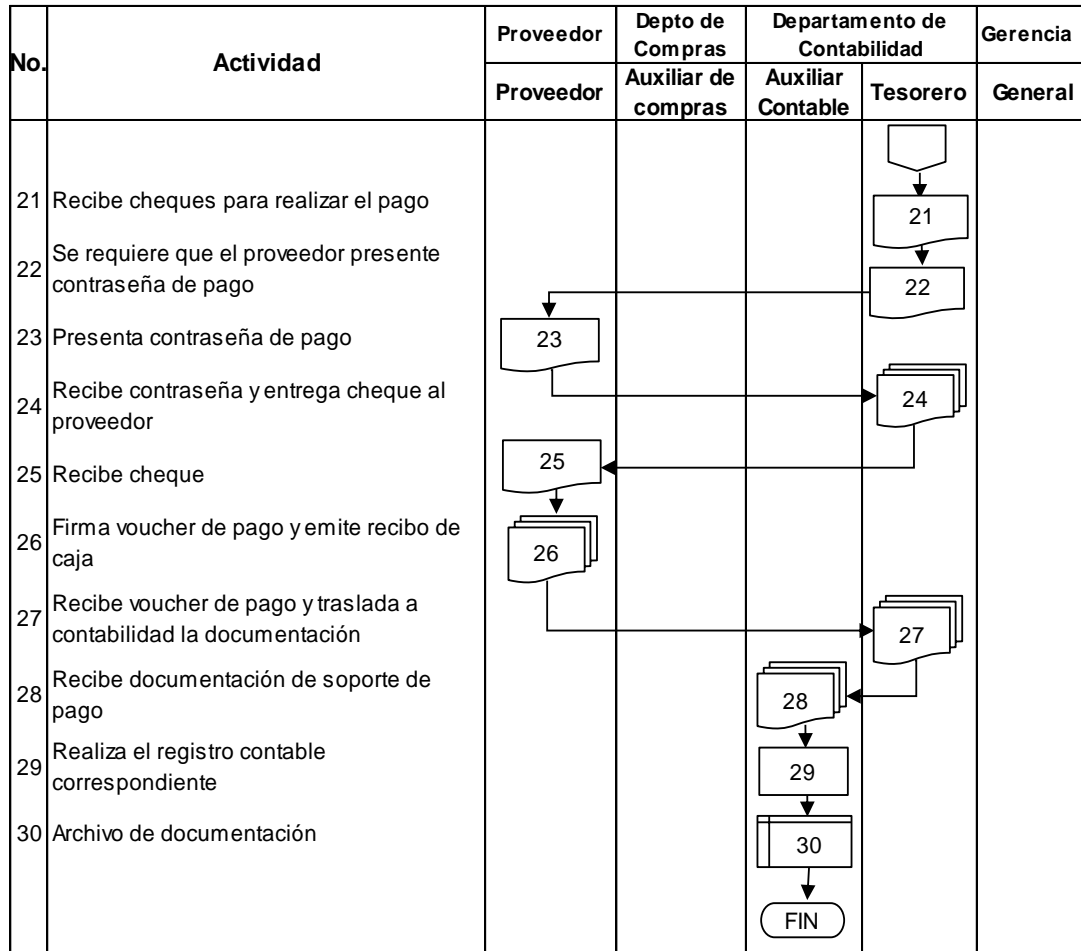 No.
Actividad
Proveedor
Depto de
Compras
Departamento de
Contabilidad
Gerencia
Proveedor
Auxiliar de
compras
Auxiliar
Contable
Tesorero
General
21 Recibe cheques para realizar el pago
21
22 Se requiere que el proveedor presente
contraseña de pago
22
23 Presenta contraseña de pago
23
24 Recibe contraseña y entrega cheque al
proveedor
24
25 Recibe cheque
25
26 Firma voucher de pago y emite recibo de
caja
26
27 Recibe voucher de pago y traslada a
contabilidad la documentación
27
28 Recibe documentación de soporte de
pago
28
29 Realiza el registro contable
correspondiente
29
30 Archivo de documentación
30
FIN